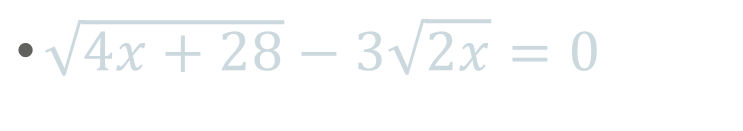 • √(4x + 28) − 3√(2x) = 0